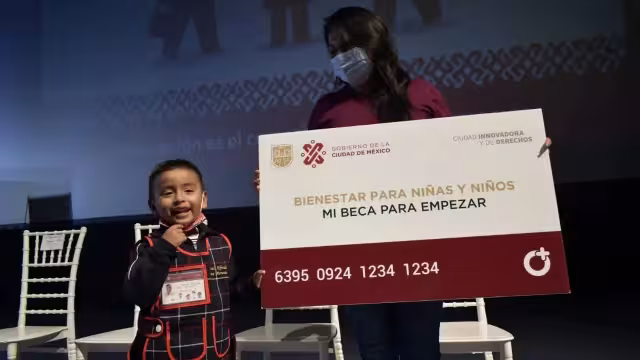 GOBIERNO DE LA
CIUDAD DE MÉXICO
CIUDAD INNOVADORA
Y DE DERECHOS
BIENESTAR PARA NIÑAS Y NIÑOS
MI BECA PARA EMPEZAR
6395 0924 1234 1234